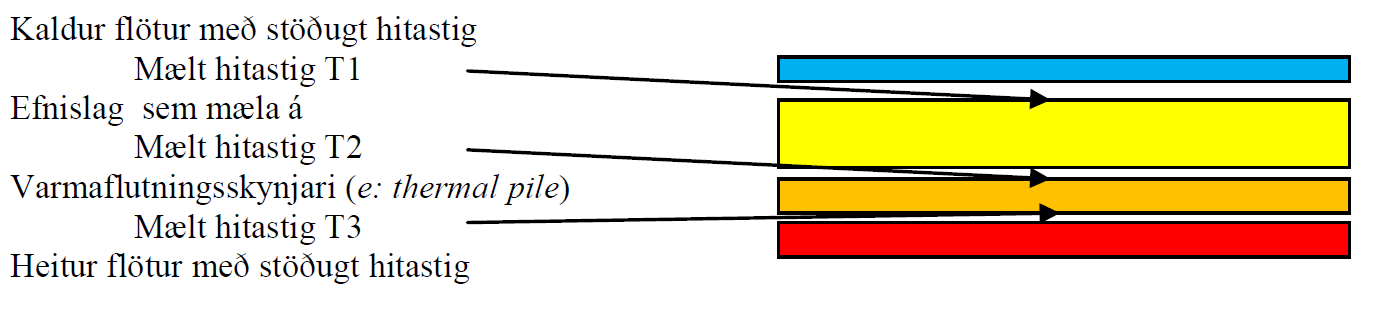 Kaldur flötur með stöðugt hitastig
Mælt hitastig T1
Efnislag  sem mæla á
Mælt hitastig T2
Varmaflutningsskynjari (e: thermal pile)
Mælt hitastig T3
Heitur flötur með stöðugt hitastig